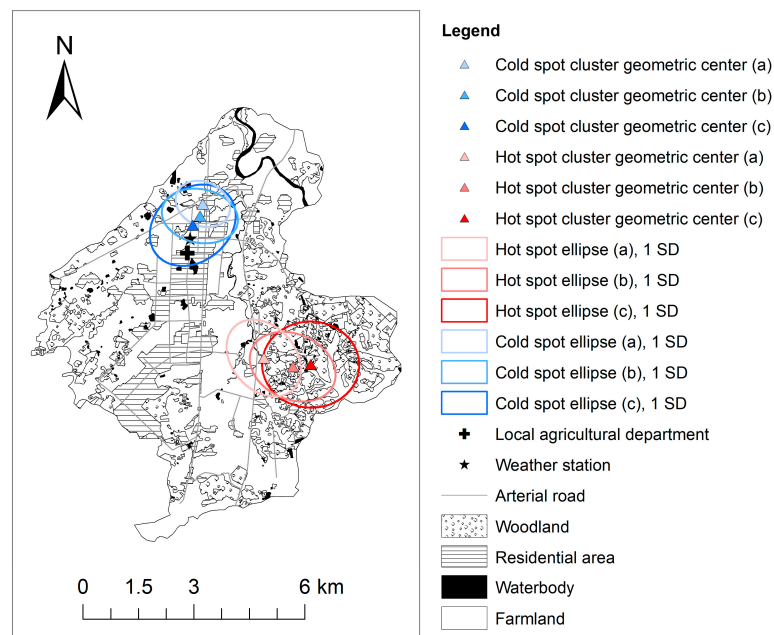 N
0 1.5 3 6 km
Legend
Cold spot cluster geometric center (a)
Cold spot cluster geometric center (b)
Cold spot cluster geometric center (c)
Hot spot cluster geometric center (a)
Hot spot cluster geometric center (b)
Hot spot cluster geometric center (c)
Hot spot ellipse (a), 1 SD
Hot spot ellipse (b), 1 SD
Hot spot ellipse (c), 1 SD
Cold spot ellipse (a), 1 SD
Cold spot ellipse (b), 1 SD
Cold spot ellipse (c), 1 SD
Local agricultural department
Weather station
Arterial road
Woodland
Residential area
Waterbody
Farmland